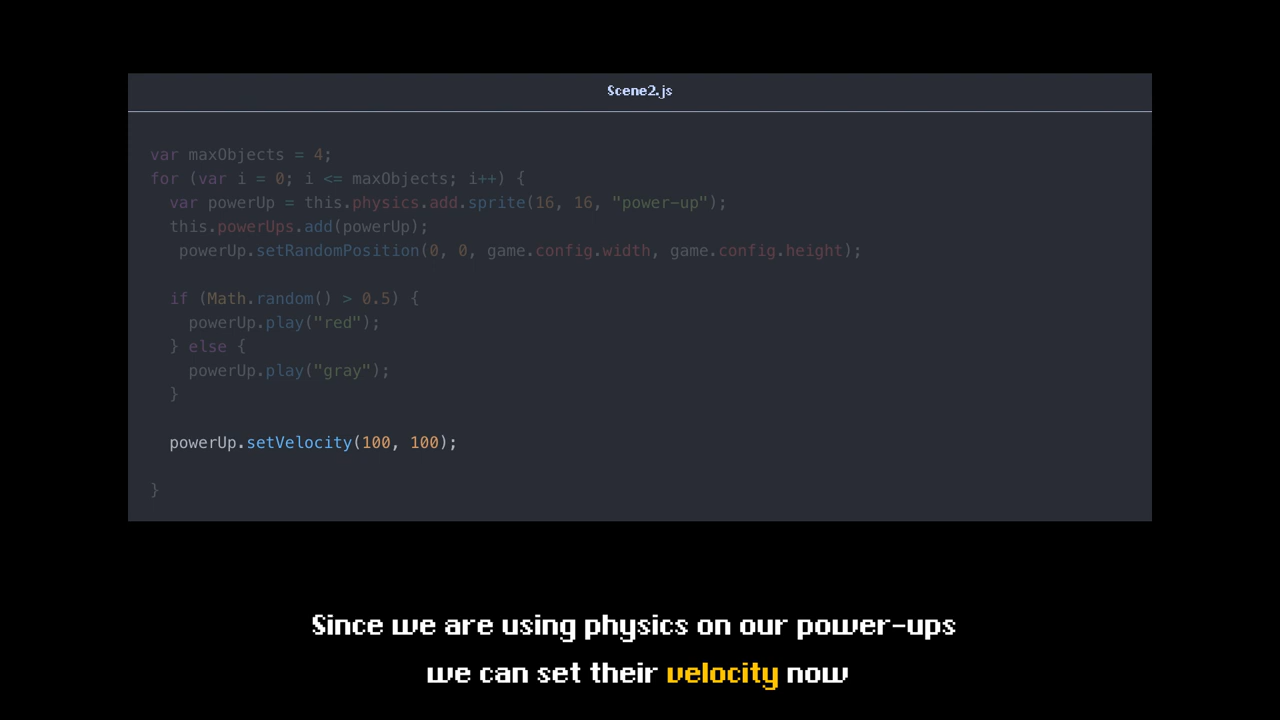 Scene2.js
var maxObjects = 4;
for (var i = 0; i <= maxObjects; i++) {
  var powerUp = this.physics.add.sprite(16, 16, "power-up");
  this.powerUps.add(powerUp);
   powerUp.setRandomPosition(0, 0, game.config.width, game.config.height);
  if (Math.random() > 0.5) {
    powerUp.play("red");
  } else {
    powerUp.play("gray");
  }
  powerUp.setVelocity(100, 100);
}
Since we are using physics on our power-ups
we can set their velocity now